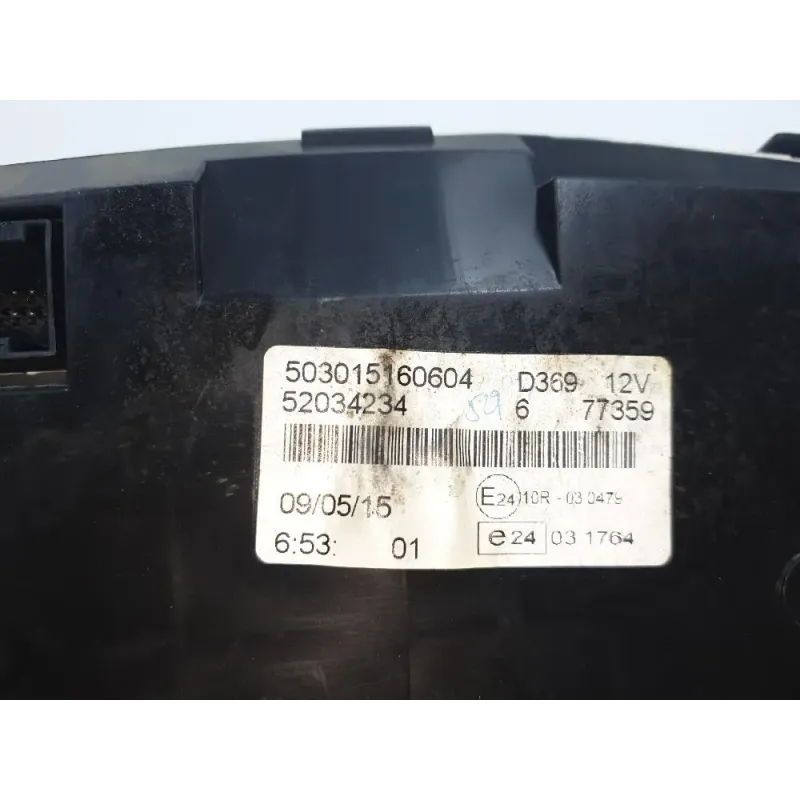 503015160604 D369 12V
52034234 519 6 77359
09/05/15 E24 10R - 03 0479
6:53: 01 e24 03 1764